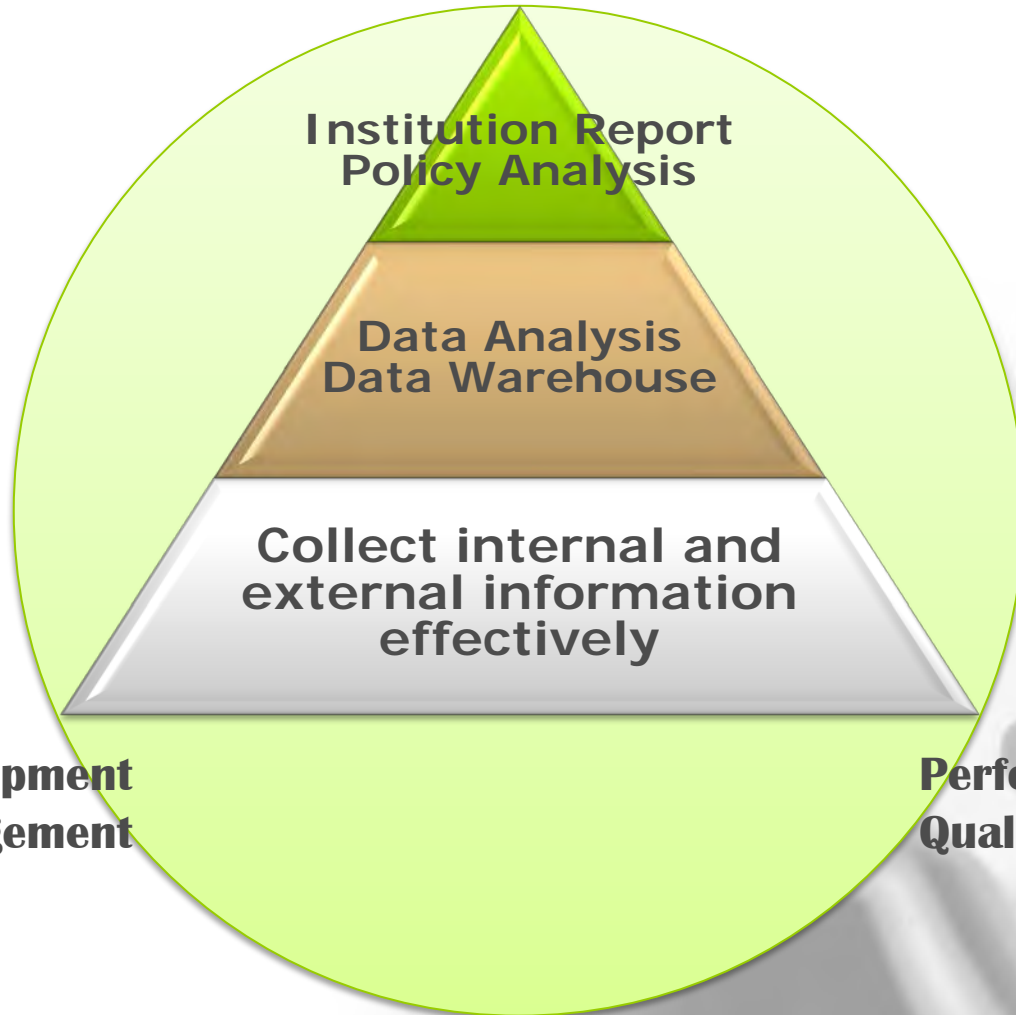 Institution Report
Policy Analysis
Data Analysis
Data Warehouse
Collect internal and
external information
effectively